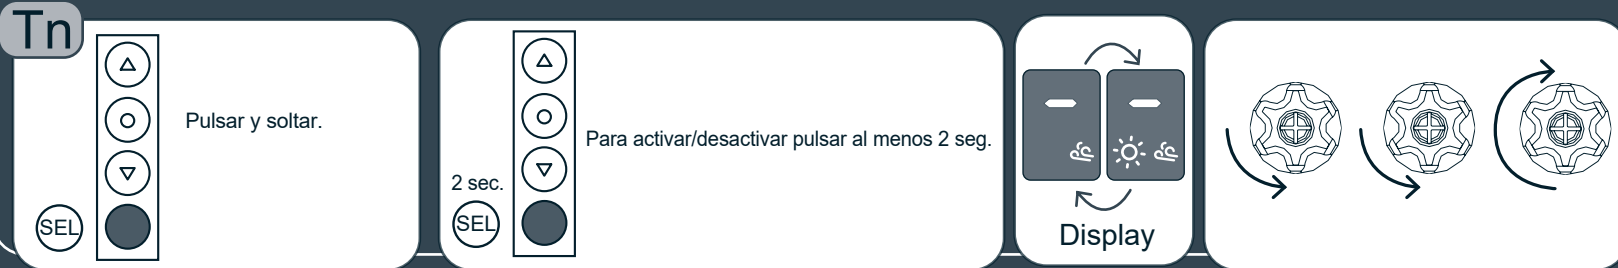 Tn
Pulsar y soltar.
SEL
Para activar/desactivar pulsar al menos 2 seg.
2 sec.
SEL
Display